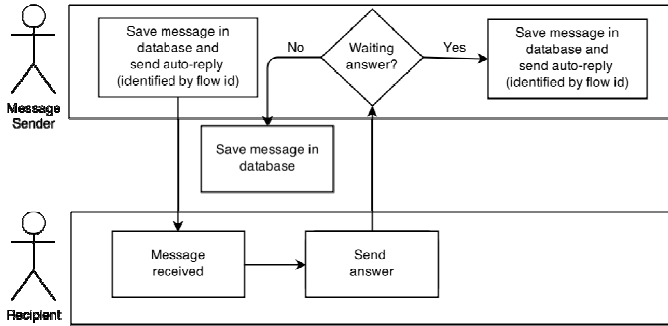 Save message in
database and
send auto-reply
(identified by flow id)
No
Waiting
answer?
Yes
Save message in
database and
send auto-reply
(identified by flow id)
Message
Sender
Save message in
database
Message
received
Send
answer
Recipient